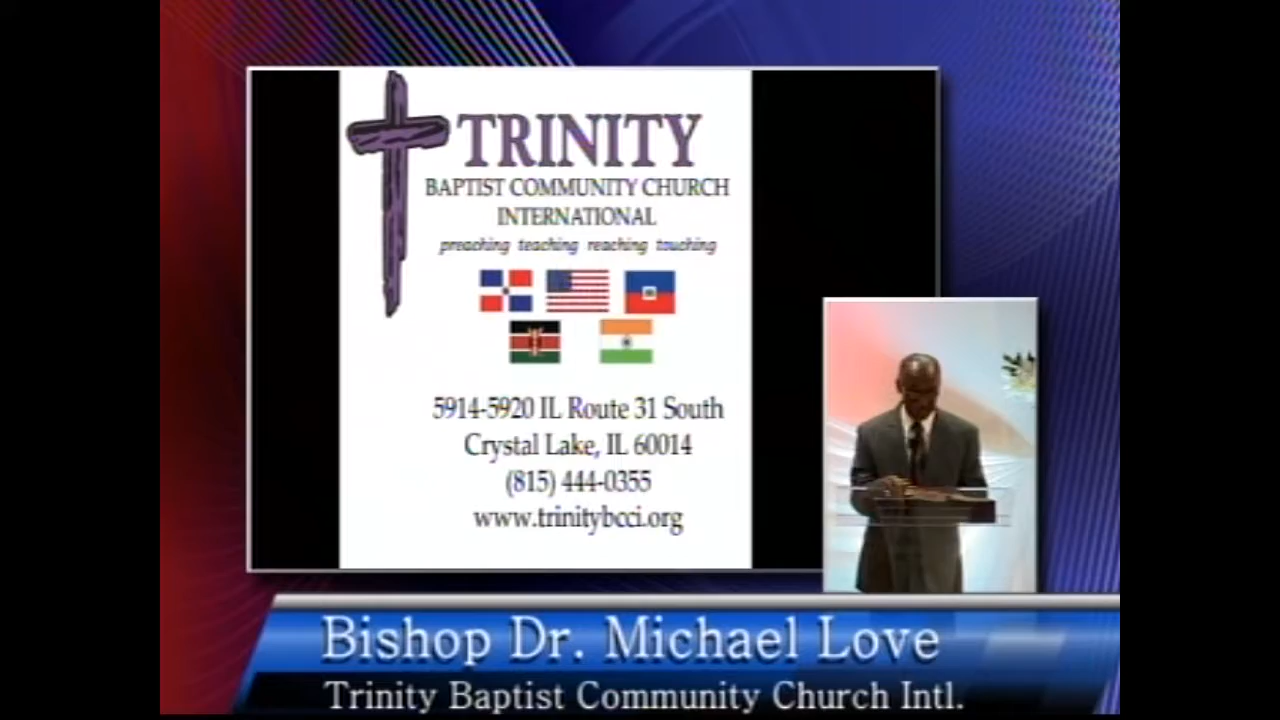 TRINITY
BAPTIST COMMUNITY CHURCH
INTERNATIONAL
preaching teaching reaching touching
5914-5920 IL Route 31 South
Crystal Lake, IL 60014
(815) 444-0355
www.trinitybcci.org
Bishop Dr. Michael Love
Trinity Baptist Community Church Intl.